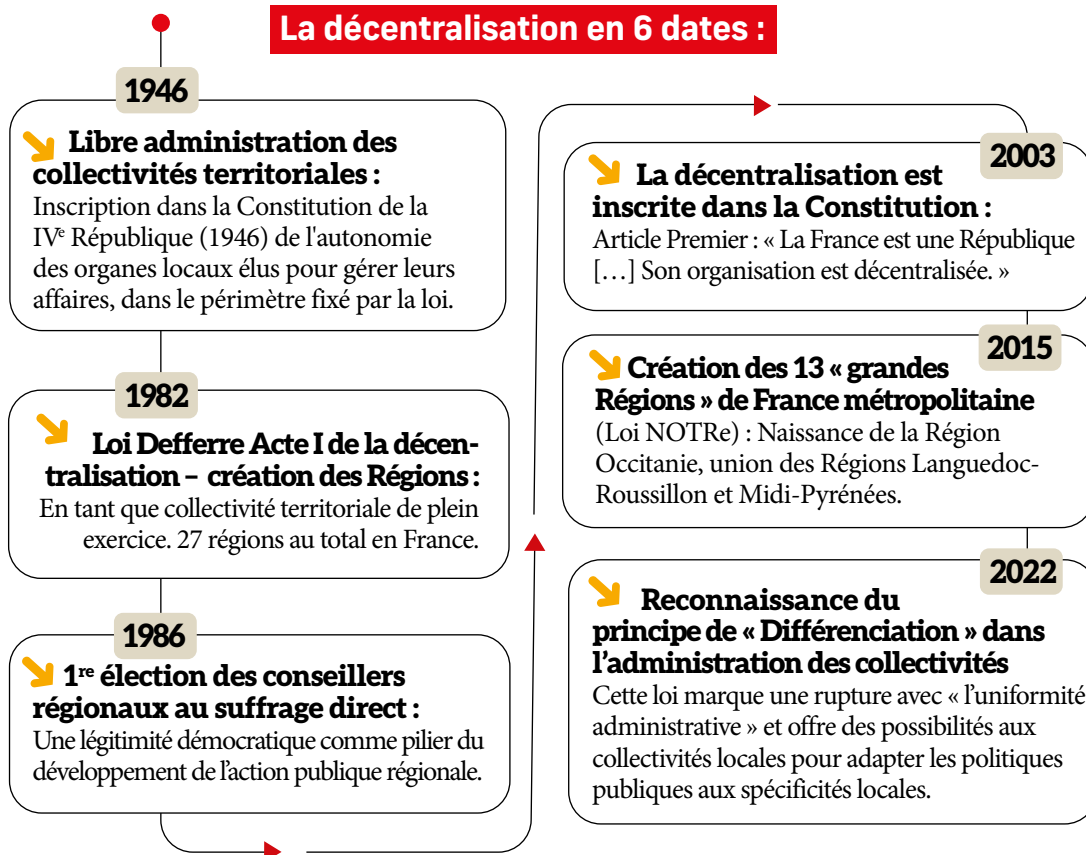 La décentralisation en 6 dates :
1946
Libre administration des
collectivités territoriales :
Inscription dans la Constitution de la
IVe République (1946) de l'autonomie
des organes locaux élus pour gérer leurs
affaires, dans le périmètre fixé par la loi.
1982
Loi Defferre Acte I de la décen-
tralisation – création des Régions :
En tant que collectivité territoriale de plein
exercice. 27 régions au total en France.
1986
1re élection des conseillers
régionaux au suffrage direct :
Une légitimité démocratique comme pilier du
développement de l’action publique régionale.
2003
La décentralisation est
inscrite dans la Constitution :
Article Premier : « La France est une République
[…] Son organisation est décentralisée. »
2015
Création des 13 « grandes
Régions » de France métropolitaine
(Loi NOTRe) : Naissance de la Région
Occitanie, union des Régions Languedoc-
Roussillon et Midi-Pyrénées.
2022
Reconnaissance du
principe de « Différenciation » dans
l’administration des collectivités
Cette loi marque une rupture avec « l’uniformité
administrative » et offre des possibilités aux
collectivités locales pour adapter les politiques
publiques aux spécificités locales.